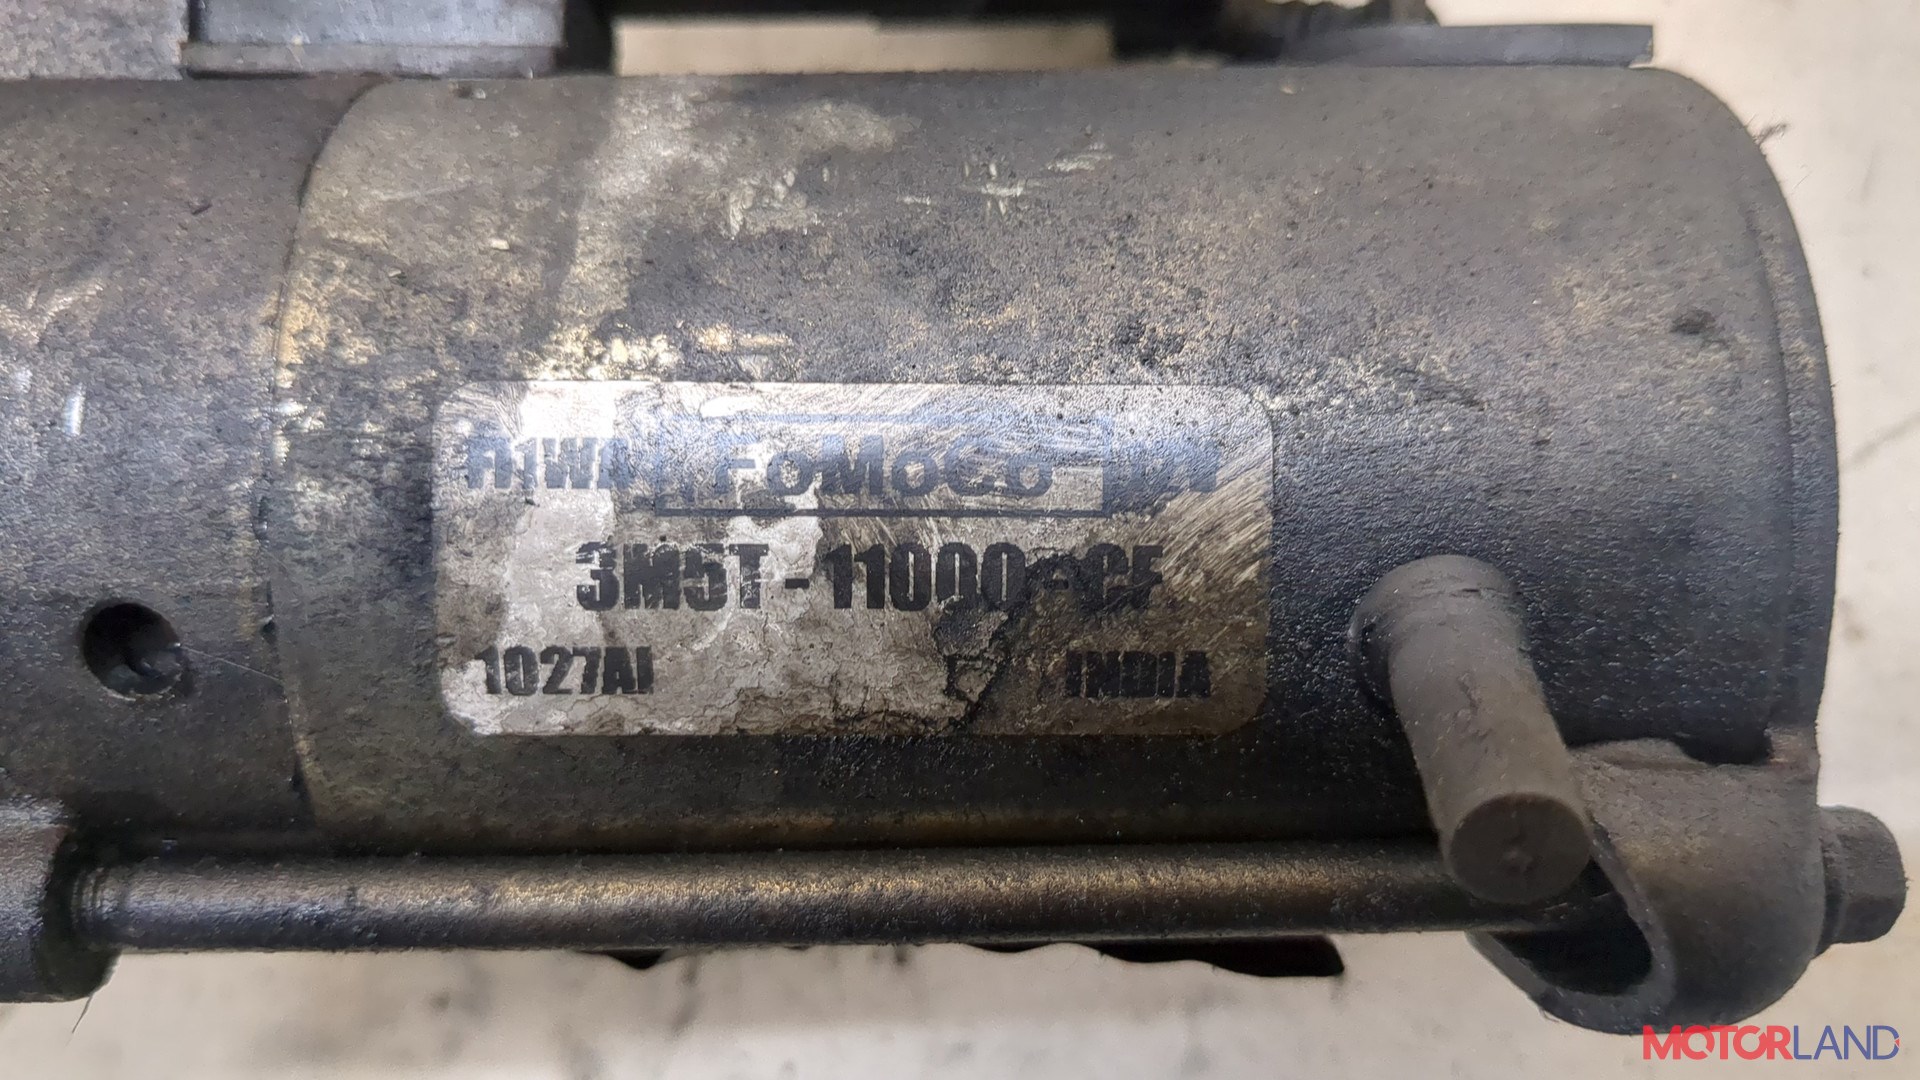 FoMoCo
3M5T-11000-CF
1027AI INDIA
MOTORLAND